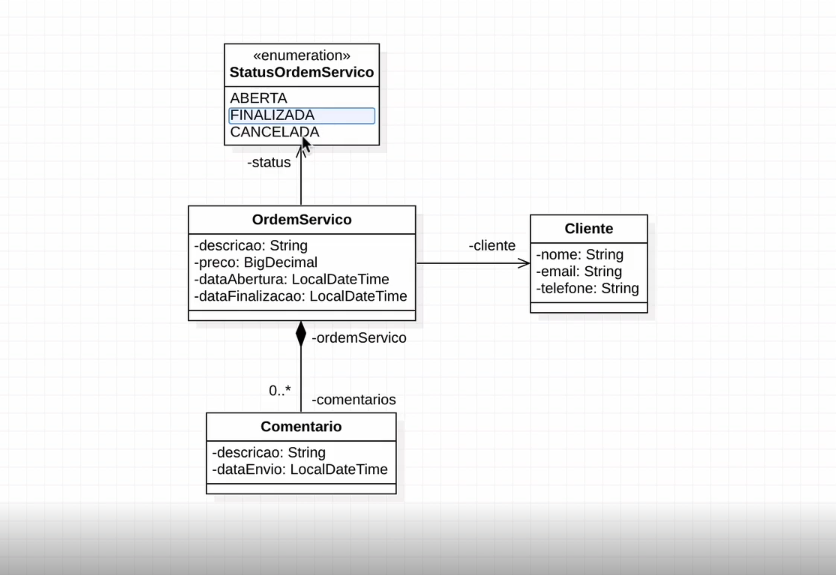 «enumeration»
StatusOrdemServico
ABERTA
FINALIZADA
CANCELADA
-status
OrdemServico
-descricao: String
-preco: BigDecimal
-dataAbertura: LocalDateTime
-dataFinalizacao: LocalDateTime
-cliente
Cliente
-nome: String
-email: String
-telefone: String
-ordemServico
0..*
-comentarios
Comentario
-descricao: String
-dataEnvio: LocalDateTime